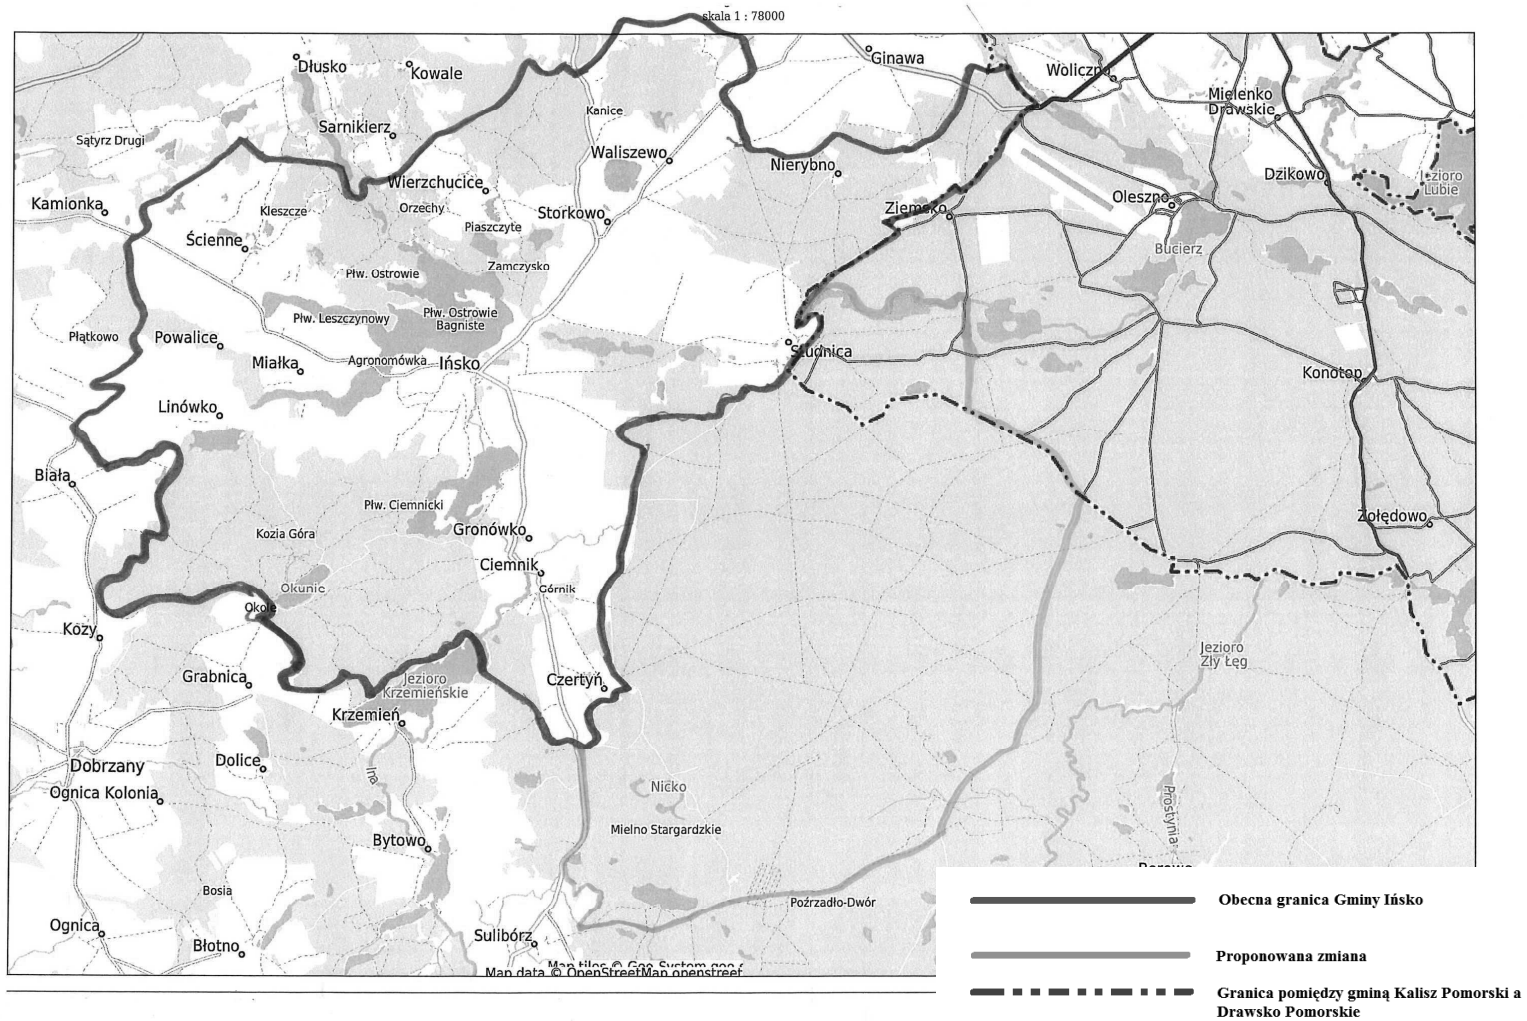 skala 1 : 78000
Dłusko
Kowale
Ginawa
Mielenko
Drawskie
Kanice
Sarnikierz
Sątyrz Drugi
Waliszewo
Nierybno
Dzikowo
Jezioro
Lubie
Wierzchucice
Oleszno
Kamionka
Kleszcze
Orzechy
Storkowo
Ziemsko
Piaszczyte
Ścienne
Bucierz
Zamczysko
Płw. Ostrowie
Płw. Leszczynowy
Płw. Ostrowie
Bagniste
Płątkowo
Powalice
Studnica
Miałka
Agronomówka
Ińsko
Konotop
Linówko
Biała
Płw. Ciemnicki
Żołędowo
Kozia Góra
Gronówko
Ciemnik
Okunie
Górnik
Okole
Kozy
Jezioro
Zły Łęg
Grabnica
Jezioro
Krzemieńskie
Czertyń
Krzemień
Dolice
Dobrzany
Ina
Nicko
Ognica Kolonia
Prostynia
Mielno Stargardzkie
Bytowo
Bosia
Poźrzadło-Dwór
Ognica
Sulibórz
Błotno
Map data © OpenStreetMap openstreet
Obecna granica Gminy Ińsko
Proponowana zmiana
Granica pomiędzy gminą Kalisz Pomorski a
Drawsko Pomorskie